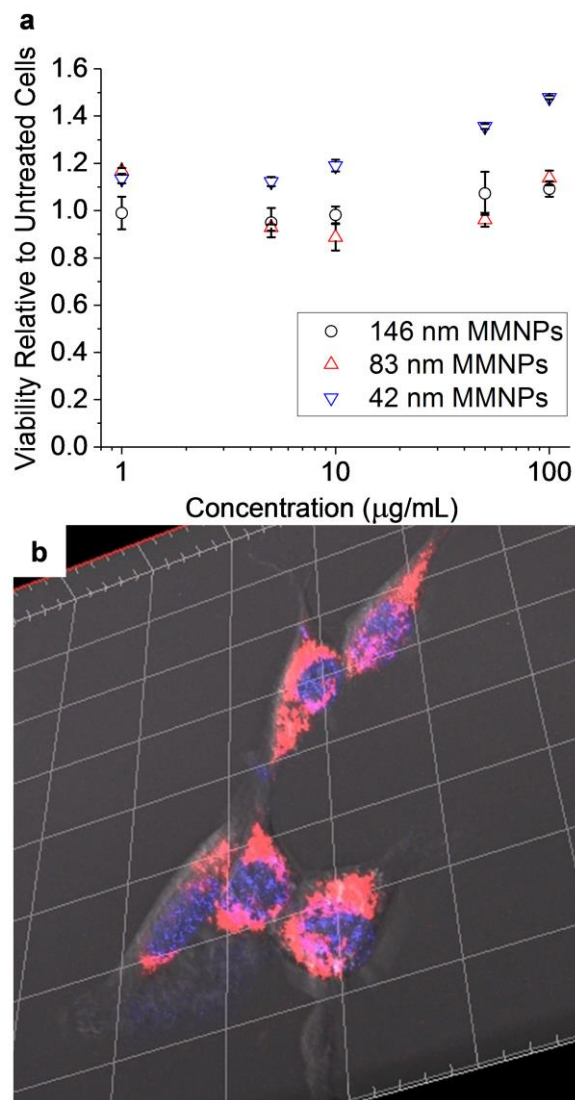 a
Viability Relative to Untreated Cells
1.6
1.4
1.2
1.0
0.8
0.6
0.4
0.2
0.0
146 nm MMNPs
83 nm MMNPs
42 nm MMNPs
1
10
100
Concentration (μg/mL)
b